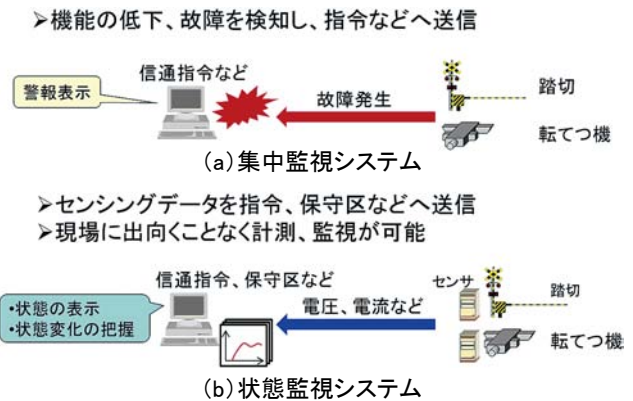 ➢機能の低下、故障を検知し、指令などへ送信
信通指令など
警報表示
故障発生
踏切
転てつ機
(a)集中監視システム
➢センシングデータを指令、保守区などへ送信
➢現場に出向くことなく計測、監視が可能
信通指令、保守区など
センサ
•状態の表示
•状態変化の把握
電圧、電流など
踏切
転てつ機
(b)状態監視システム